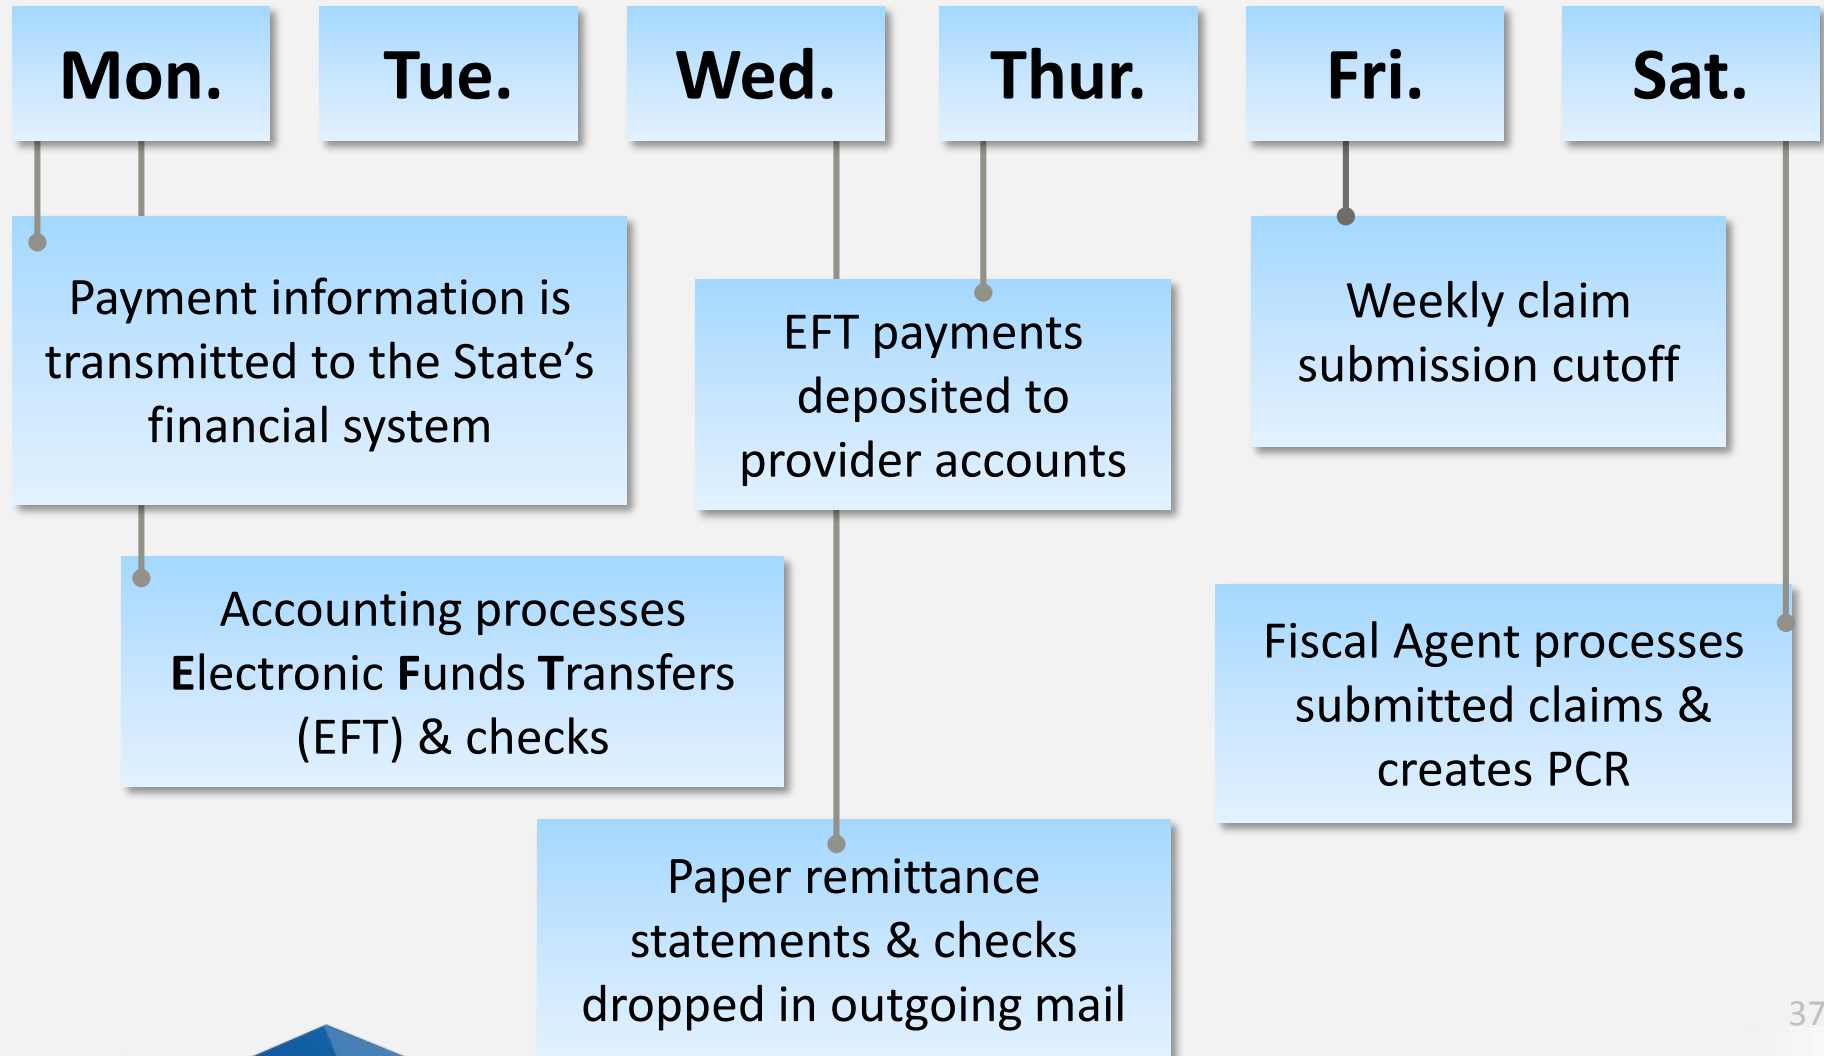 Mon.
Tue.
Wed.
Thur.
Fri.
Sat.
Payment information is
transmitted to the State’s
financial system
EFT payments
deposited to
provider accounts
Weekly claim
submission cutoff
Accounting processes
Electronic Funds Transfers
(EFT) & checks
Fiscal Agent processes
submitted claims &
creates PCR
Paper remittance
statements & checks
dropped in outgoing mail
37